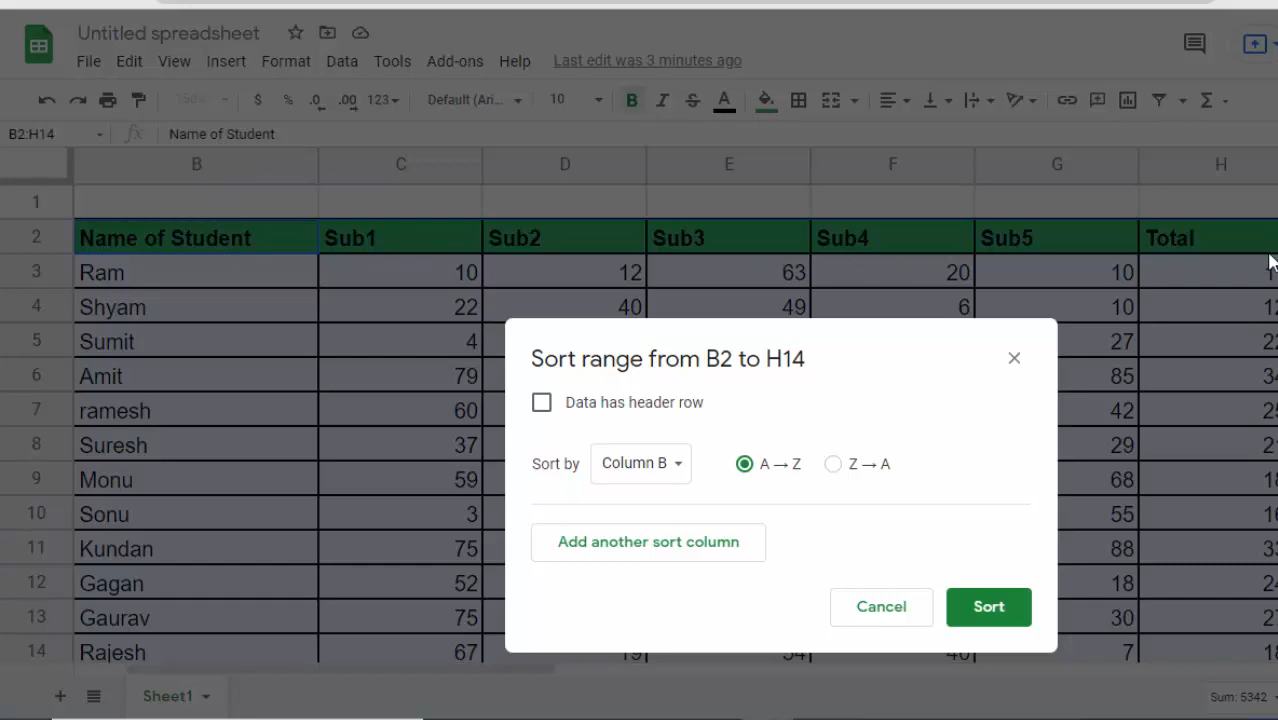 Untitled spreadsheet
File Edit View Insert Format Data Tools Add-ons Help Last edit was 3 minutes ago
150% $ % .0 .00 123 Default (Ari... 10 B I S A
B2:H14 fx Name of Student
B C D E F G H
1
2 Name of Student Sub1 Sub2 Sub3 Sub4 Sub5 Total
3 Ram 10 12 63 20 10
4 Shyam 22 40 49 6 10
5 Sumit 4 27
6 Amit 79 85
7 ramesh 60 42
8 Suresh 37 29
9 Monu 59 68
10 Sonu 3 55
11 Kundan 75 88
12 Gagan 52 18
13 Gaurav 75 30
14 Rajesh 67 7
Sort range from B2 to H14
Data has header row
Sort by Column B A → Z Z → A
Add another sort column
Cancel Sort
Sheet1 Sum: 5342